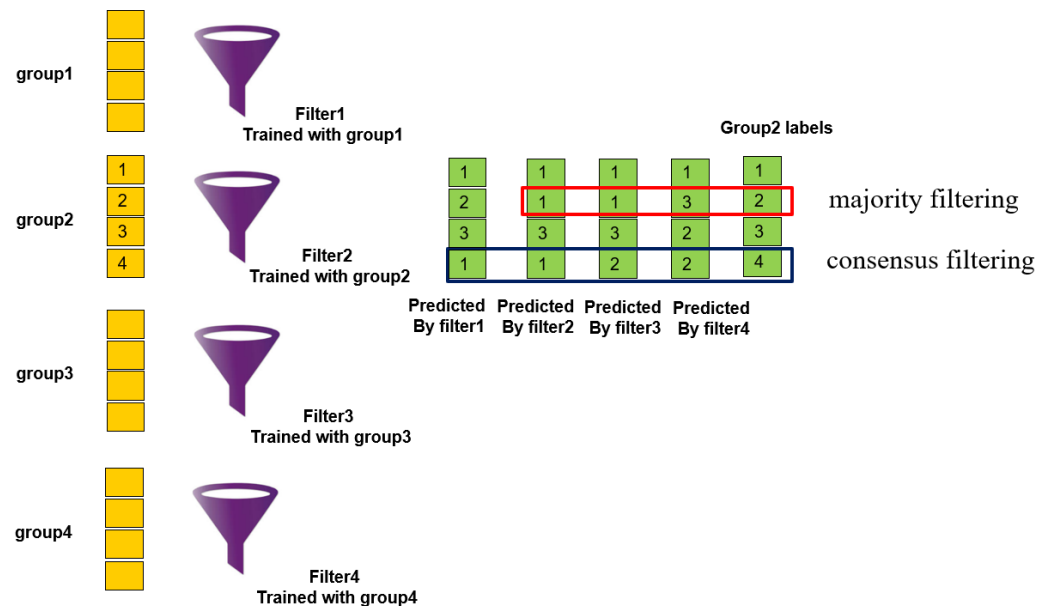 group1
Filter1
Trained with group1
Group2 labels
group2
1
2
3
4
Filter2
Trained with group2
1 1 1 1 1
2 1 1 3 2
majority filtering
3 3 3 2 3
1 1 2 2 4
consensus filtering
Predicted By filter1
Predicted By filter2
Predicted By filter3
Predicted By filter4
group3
Filter3
Trained with group3
group4
Filter4
Trained with group4